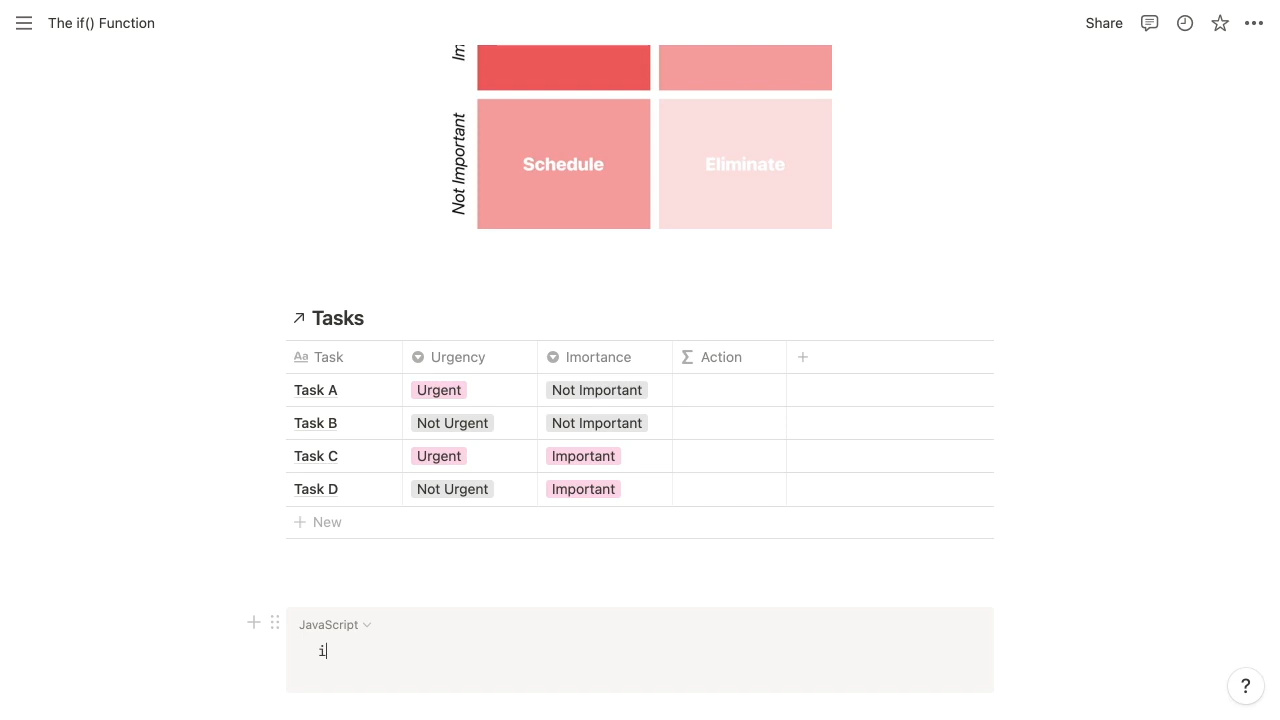 The if() Function
Share
Im
Not Important
Schedule
Eliminate
Tasks
Aa Task Urgency Imortance Σ Action
Task A Urgent Not Important
Task B Not Urgent Not Important
Task C Urgent Important
Task D Not Urgent Important
+ New
JavaScript
i
?